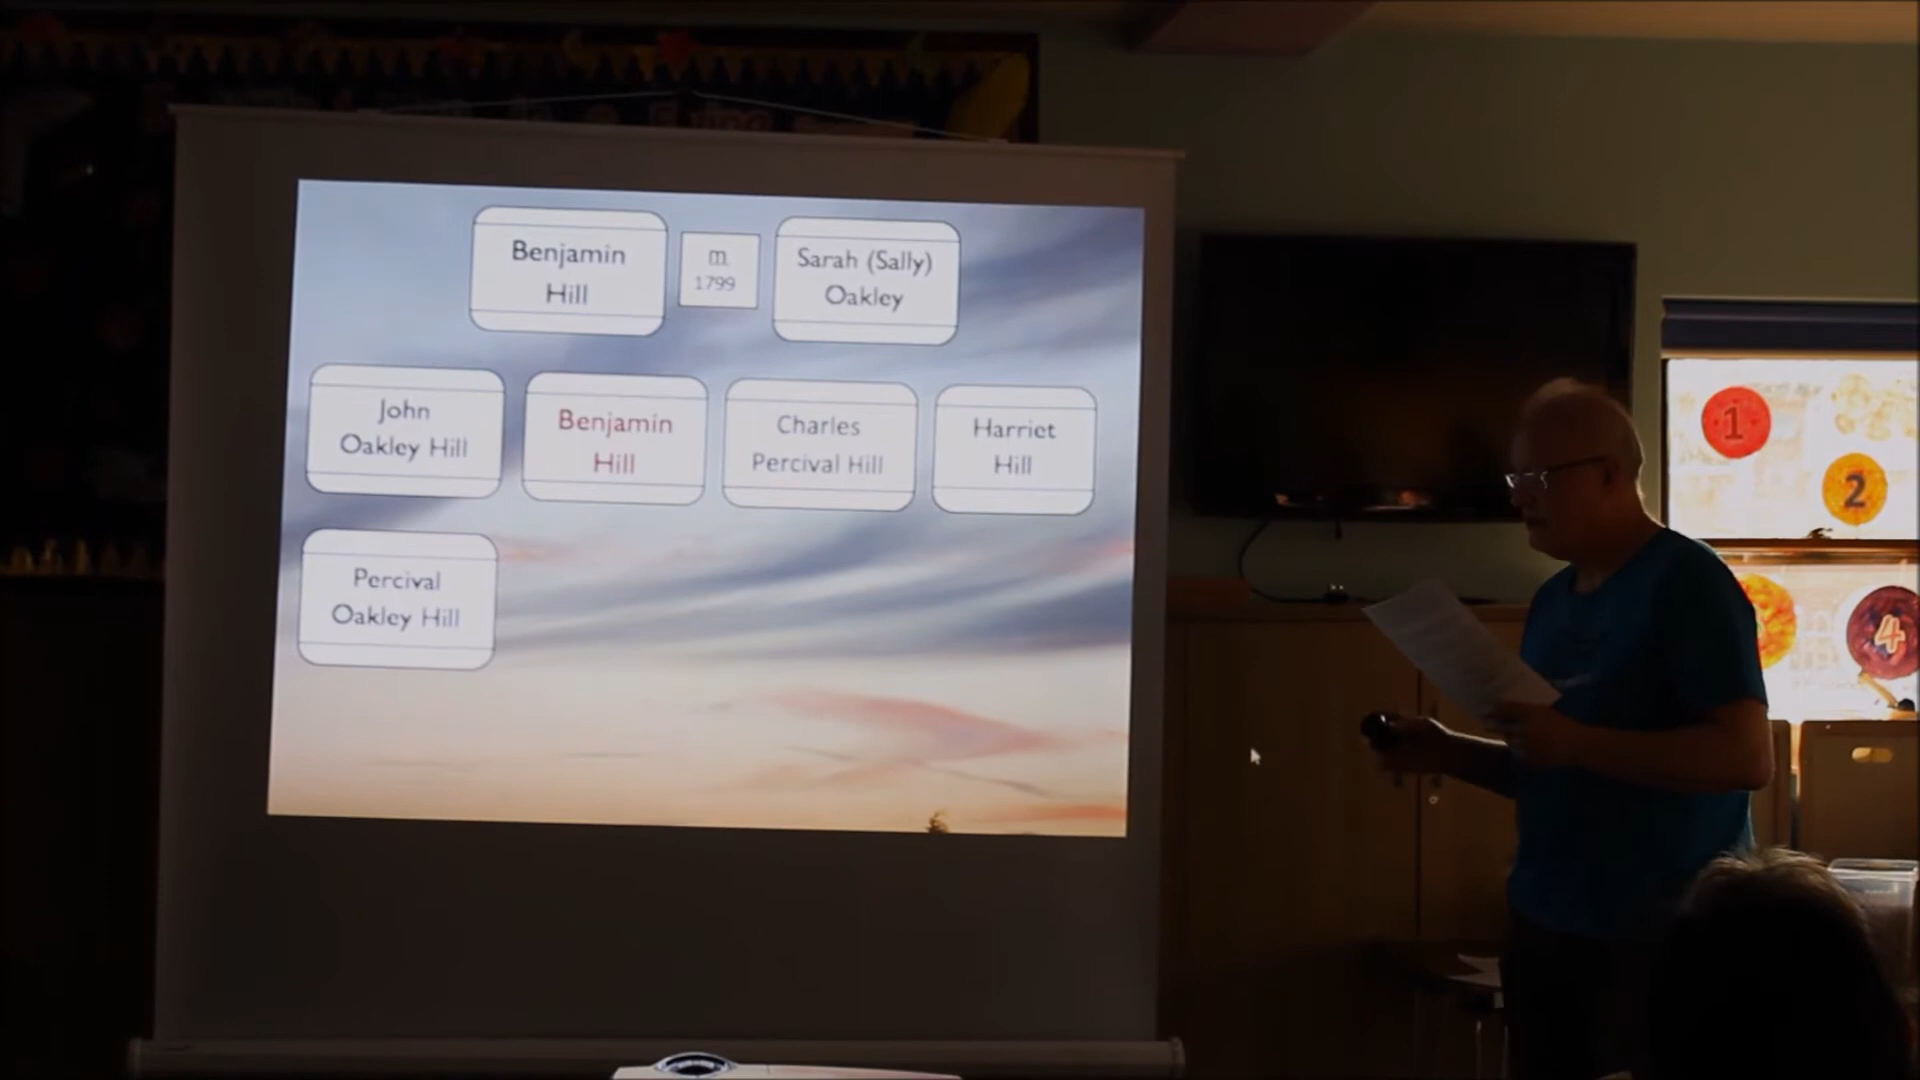 Benjamin
Hill
m.
1799
Sarah (Sally)
Oakley
John
Oakley Hill
Benjamin
Hill
Charles
Percival Hill
Harriet
Hill
Percival
Oakley Hill
1
2
4